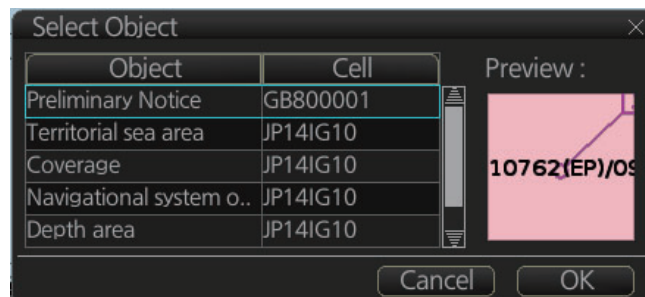 Select Object
Object Cell Preview :
Preliminary Notice GB800001
Territorial sea area JP14IG10
Coverage JP14IG10
Navigational system o.. JP14IG10
Depth area JP14IG10
10762(EP)/09
Cancel OK